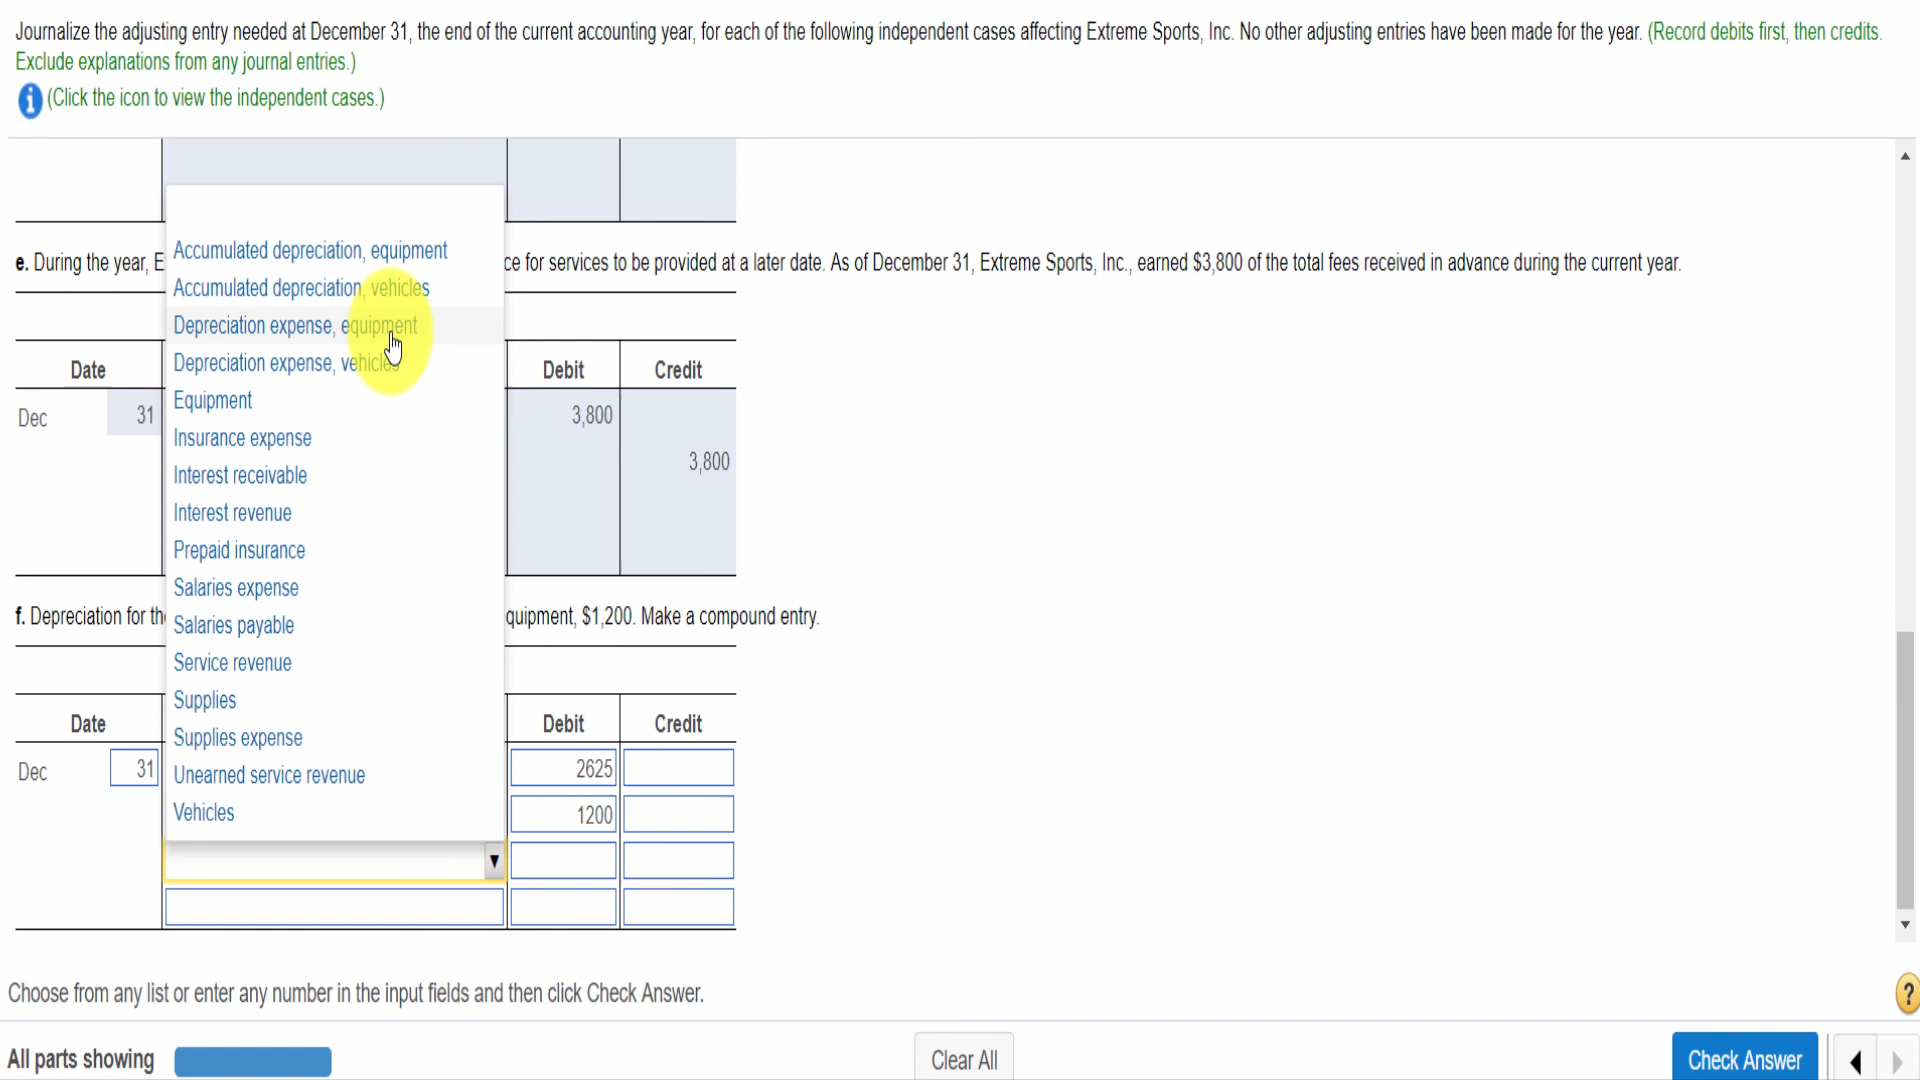 Journalize the adjusting entry needed at December 31, the end of the current accounting year, for each of the following independent cases affecting Extreme Sports, Inc. No other adjusting entries have been made for the year. (Record debits first, then credits.
Exclude explanations from any journal entries.)
(Click the icon to view the independent cases.)
e. During the year, E ce for services to be provided at a later date. As of December 31, Extreme Sports, Inc., earned $3,800 of the total fees received in advance during the current year.
Date Debit Credit
Dec 31 3,800
3,800
Accumulated depreciation, equipment
Accumulated depreciation, vehicles
Depreciation expense, equipment
Depreciation expense, vehicles
Equipment
Insurance expense
Interest receivable
Interest revenue
Prepaid insurance
Salaries expense
Salaries payable
Service revenue
Supplies
Supplies expense
Unearned service revenue
Vehicles
f. Depreciation for th quipment, $1,200. Make a compound entry.
Date Debit Credit
Dec 31 2625
1200
Choose from any list or enter any number in the input fields and then click Check Answer.
?
All parts showing
Clear All
Check Answer